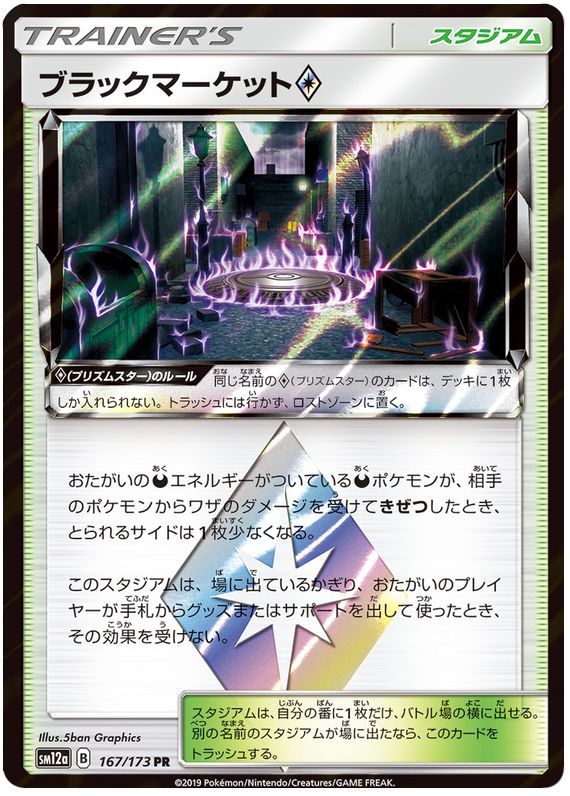 TRAINER'S
スタジアム
ブラックマーケット◇
◇(プリズムスター)のルール 同じ名前の◇(プリズムスター)のカードは、デッキに1枚
しか入れられない。トラッシュには行かず、ロストゾーンに置く。
おたがいの悪エネルギーがついている悪ポケモンが、相手
のポケモンからワザのダメージを受けてきぜつしたとき、
とられるサイドは1枚少なくなる。
このスタジアムは、場に出ているかぎり、おたがいのプレイ
ヤーが手札からグッズまたはサポートを出して使ったとき、
その効果を受けない。
スタジアムは、自分の番に1枚だけ、バトル場の横に出せる。
別の名前のスタジアムが場に出たなら、このカードを
トラッシュする。
Illus.5ban Graphics
sm12a B 167/173 PR
©2019 Pokémon/Nintendo/Creatures/GAME FREAK.